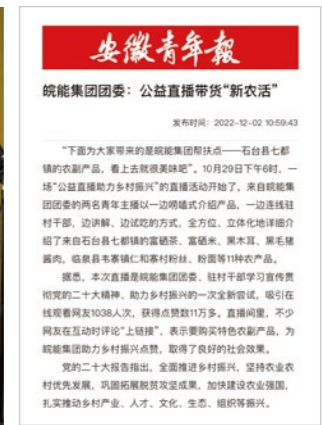 安徽青年报
皖能集团团委：公益直播带货“新农活”
发布时间：2022-12-02 10:59:43
“下面为大家带来的是皖能集团帮扶点——石台县七都
镇的农副产品，看上去就很美味吧”。10月29日下午6时，一
场“公益直播助力乡村振兴”的直播活动开始了，来自皖能集
团团委的两名青年主播以一边唠嗑式介绍产品，一边连线驻
村干部，边讲解、边试吃的方式，全方位、立体化地详细介
绍了来自石台县七都镇的富硒茶、富硒米、黑木耳、黑毛猪
酱肉，临泉县韦寨镇仁和寨村粉丝、粉面等11种农产品。
据悉，本次直播是皖能集团团委、驻村干部学习宣传贯
彻党的二十大精神、助力乡村振兴的一次全新尝试，吸引在
线观看网友1038人次，获得点赞数11万多。直播间里，不少
网友在互动时评论“上链接”，表示要购买特色农副产品，为
皖能集团助力乡村振兴点赞，取得了良好的社会效果。
党的二十大报告指出，全面推进乡村振兴，坚持农业农
村优先发展，巩固拓展脱贫攻坚成果，加快建设农业强国，
扎实推动乡村产业、人才、文化、生态、组织等振兴。